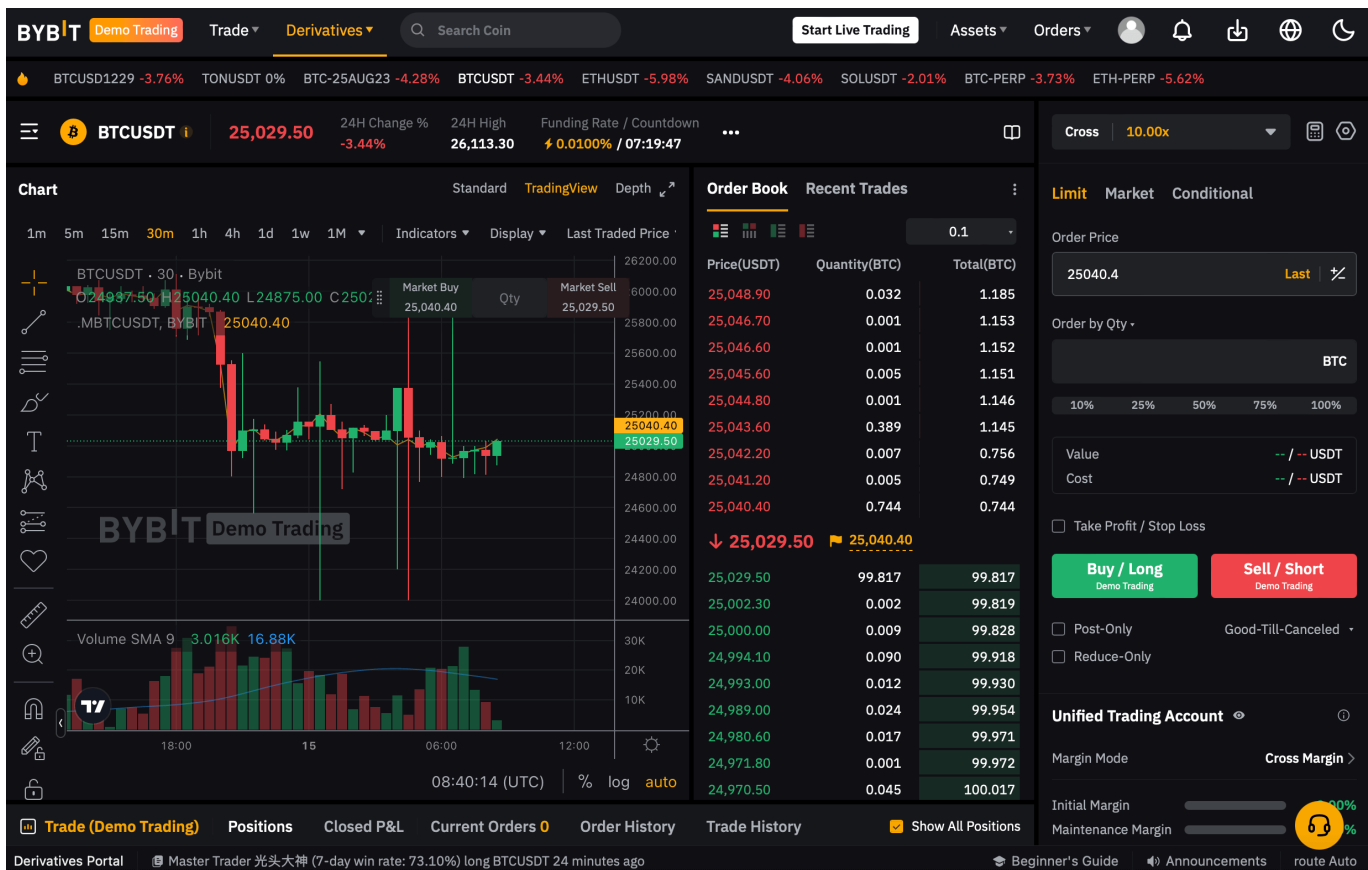 BYBIT Demo Trading Trade Derivatives Search Coin Start Live Trading Assets Orders
BTCUSD1229 -3.76% TONUSDT 0% BTC-25AUG23 -4.28% BTCUSDT -3.44% ETHUSDT -5.98% SANDUSDT -4.06% SOLUSDT -2.01% BTC-PERP -3.73% ETH-PERP -5.62%
BTCUSDT 25,029.50
24H Change % 24H High Funding Rate / Countdown
-3.44% 26,113.30 0.0100% / 07:19:47
•••
Chart Standard TradingView Depth
1m 5m 15m 30m 1h 4h 1d 1w 1M Indicators Display Last Traded Price
BTCUSDT · 30 · Bybit
O24937.50 H25040.40 L24875.00 C2502
.MBTCUSDT, BYBIT 25040.40
Market Buy Qty Market Sell
25,040.40 25,029.50
26200.00
6000.00
25800.00
25600.00
25400.00
25200.00
25040.40
25029.50
24800.00
24600.00
24400.00
24200.00
24000.00
BYBIT Demo Trading
Volume SMA 9 3.016K 16.88K
30K
20K
10K
18:00 15 06:00 12:00
08:40:14 (UTC) % log auto
Order Book Recent Trades
0.1
Price(USDT) Quantity(BTC) Total(BTC)
25,048.90 0.032 1.185
25,046.70 0.001 1.153
25,046.60 0.001 1.152
25,045.60 0.005 1.151
25,044.80 0.001 1.146
25,043.60 0.389 1.145
25,042.20 0.007 0.756
25,041.20 0.005 0.749
25,040.40 0.744 0.744
↓ 25,029.50 25,040.40
25,029.50 99.817 99.817
25,002.30 0.002 99.819
25,000.00 0.009 99.828
24,994.10 0.090 99.918
24,993.00 0.012 99.930
24,989.00 0.024 99.954
24,980.60 0.017 99.971
24,971.80 0.001 99.972
24,970.50 0.045 100.017
Cross 10.00x
Limit Market Conditional
Order Price
25040.4 Last
Order by Qty
BTC
10% 25% 50% 75% 100%
Value -- / -- USDT
Cost -- / -- USDT
Take Profit / Stop Loss
Buy / Long Sell / Short
Demo Trading Demo Trading
Post-Only Good-Till-Canceled
Reduce-Only
Unified Trading Account
Margin Mode Cross Margin
Initial Margin
Maintenance Margin
Trade (Demo Trading) Positions Closed P&L Current Orders 0 Order History Trade History Show All Positions
Derivatives Portal Master Trader 光头大神 (7-day win rate: 73.10%) long BTCUSDT 24 minutes ago Beginner's Guide Announcements route Auto